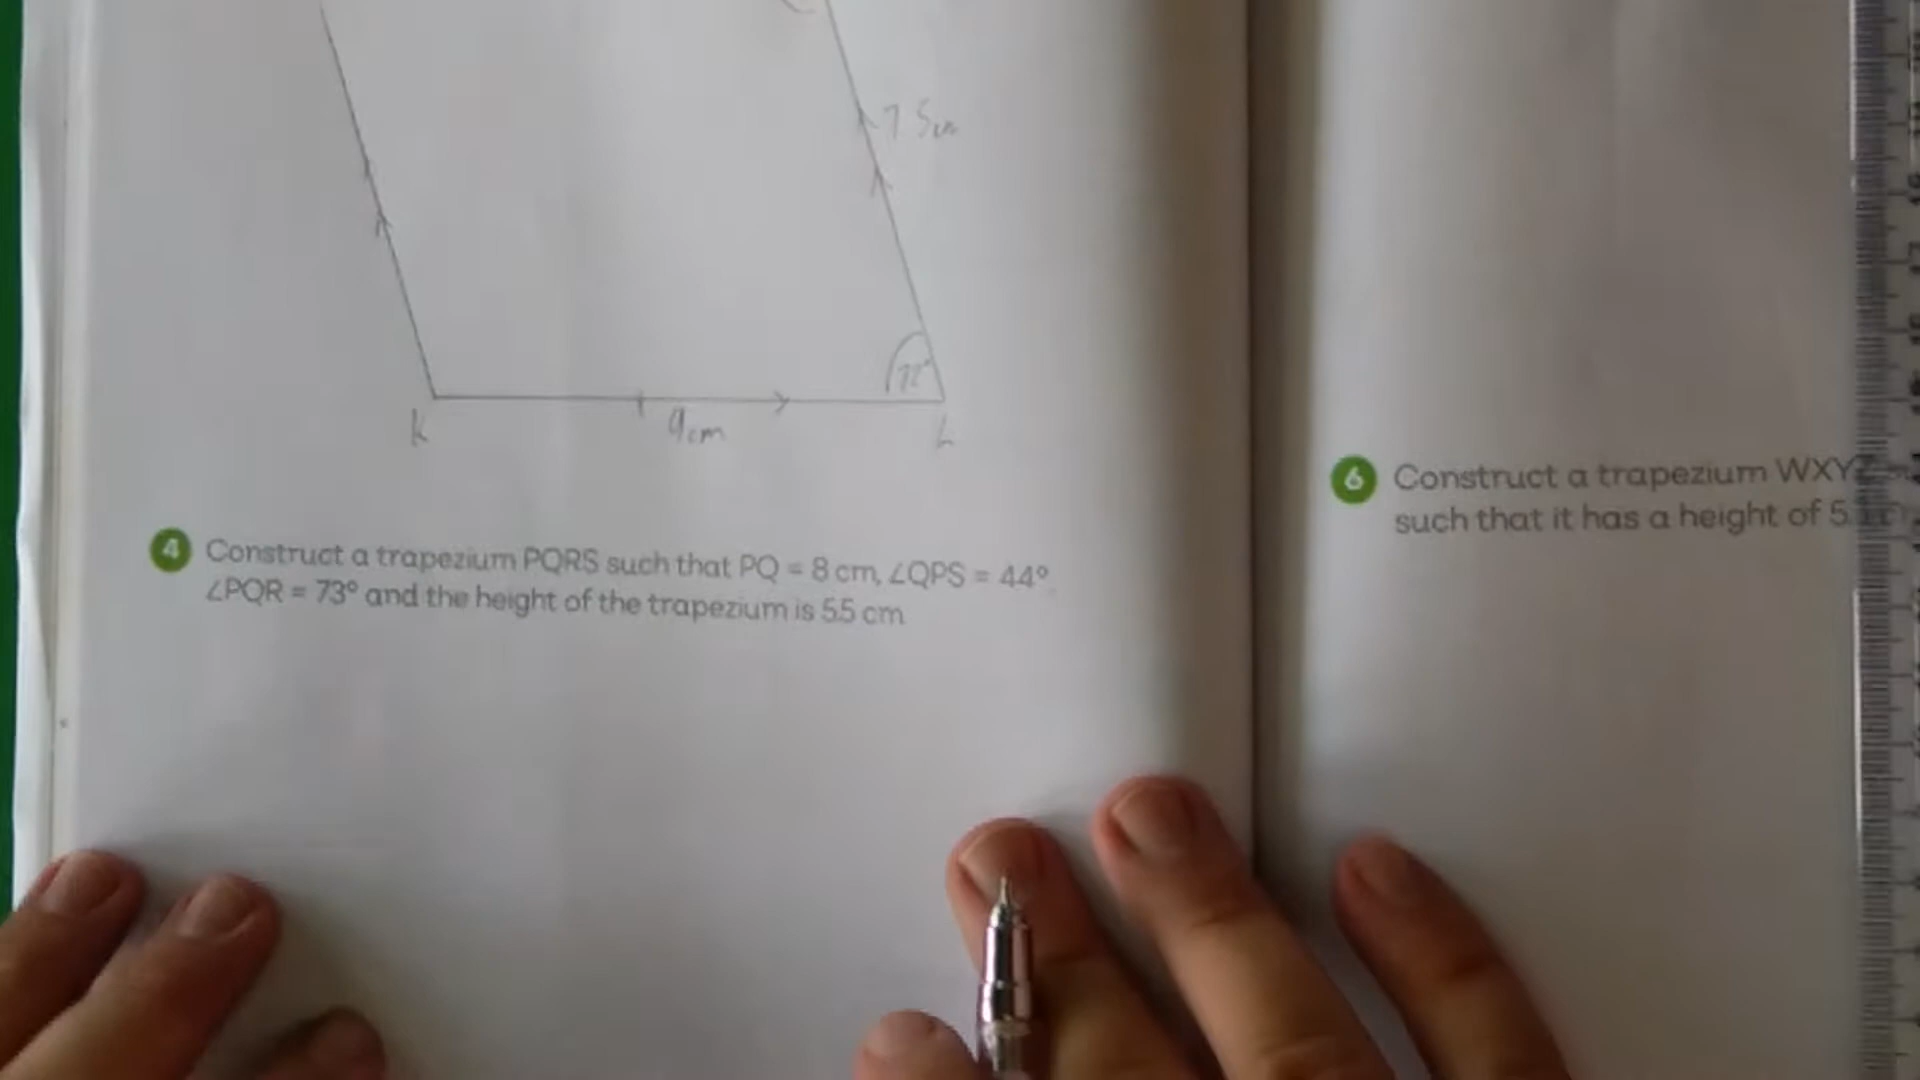 7.5cm
72°
K
9cm
L
4 Construct a trapezium PQRS such that PQ = 8 cm, ∠QPS = 44°,
∠PQR = 73° and the height of the trapezium is 5.5 cm.
6 Construct a trapezium WXYZ
such that it has a height of